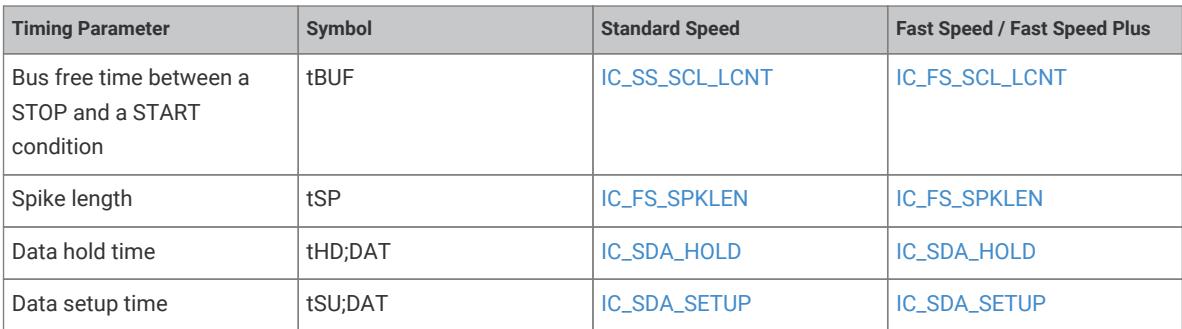 Timing Parameter Symbol Standard Speed Fast Speed / Fast Speed Plus
Bus free time between a tBUF IC_SS_SCL_LCNT IC_FS_SCL_LCNT
STOP and a START
condition
Spike length tSP IC_FS_SPKLEN IC_FS_SPKLEN
Data hold time tHD;DAT IC_SDA_HOLD IC_SDA_HOLD
Data setup time tSU;DAT IC_SDA_SETUP IC_SDA_SETUP